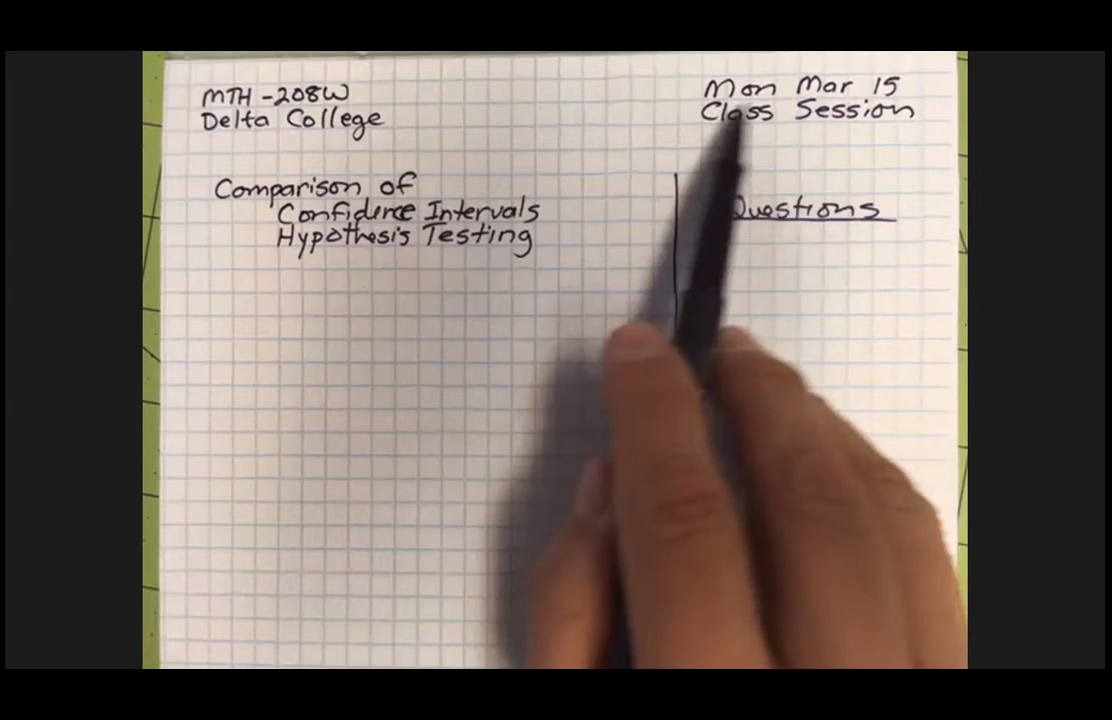 MTH-208W
Delta College
Mon Mar 15
Class Session
Comparison of
Confidence Intervals
Hypothesis Testing
Questions